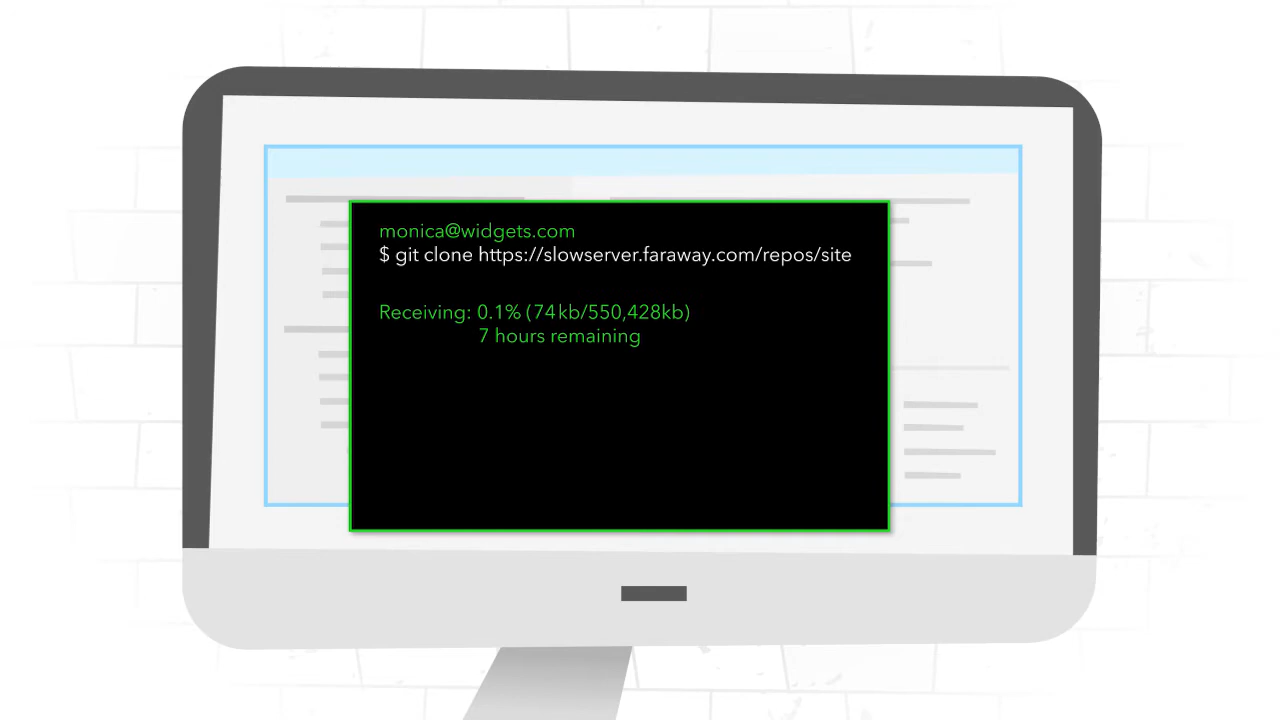 monica@widgets.com
$ git clone https://slowserver.faraway.com/repos/site
Receiving: 0.1% (74kb/550,428kb)
7 hours remaining